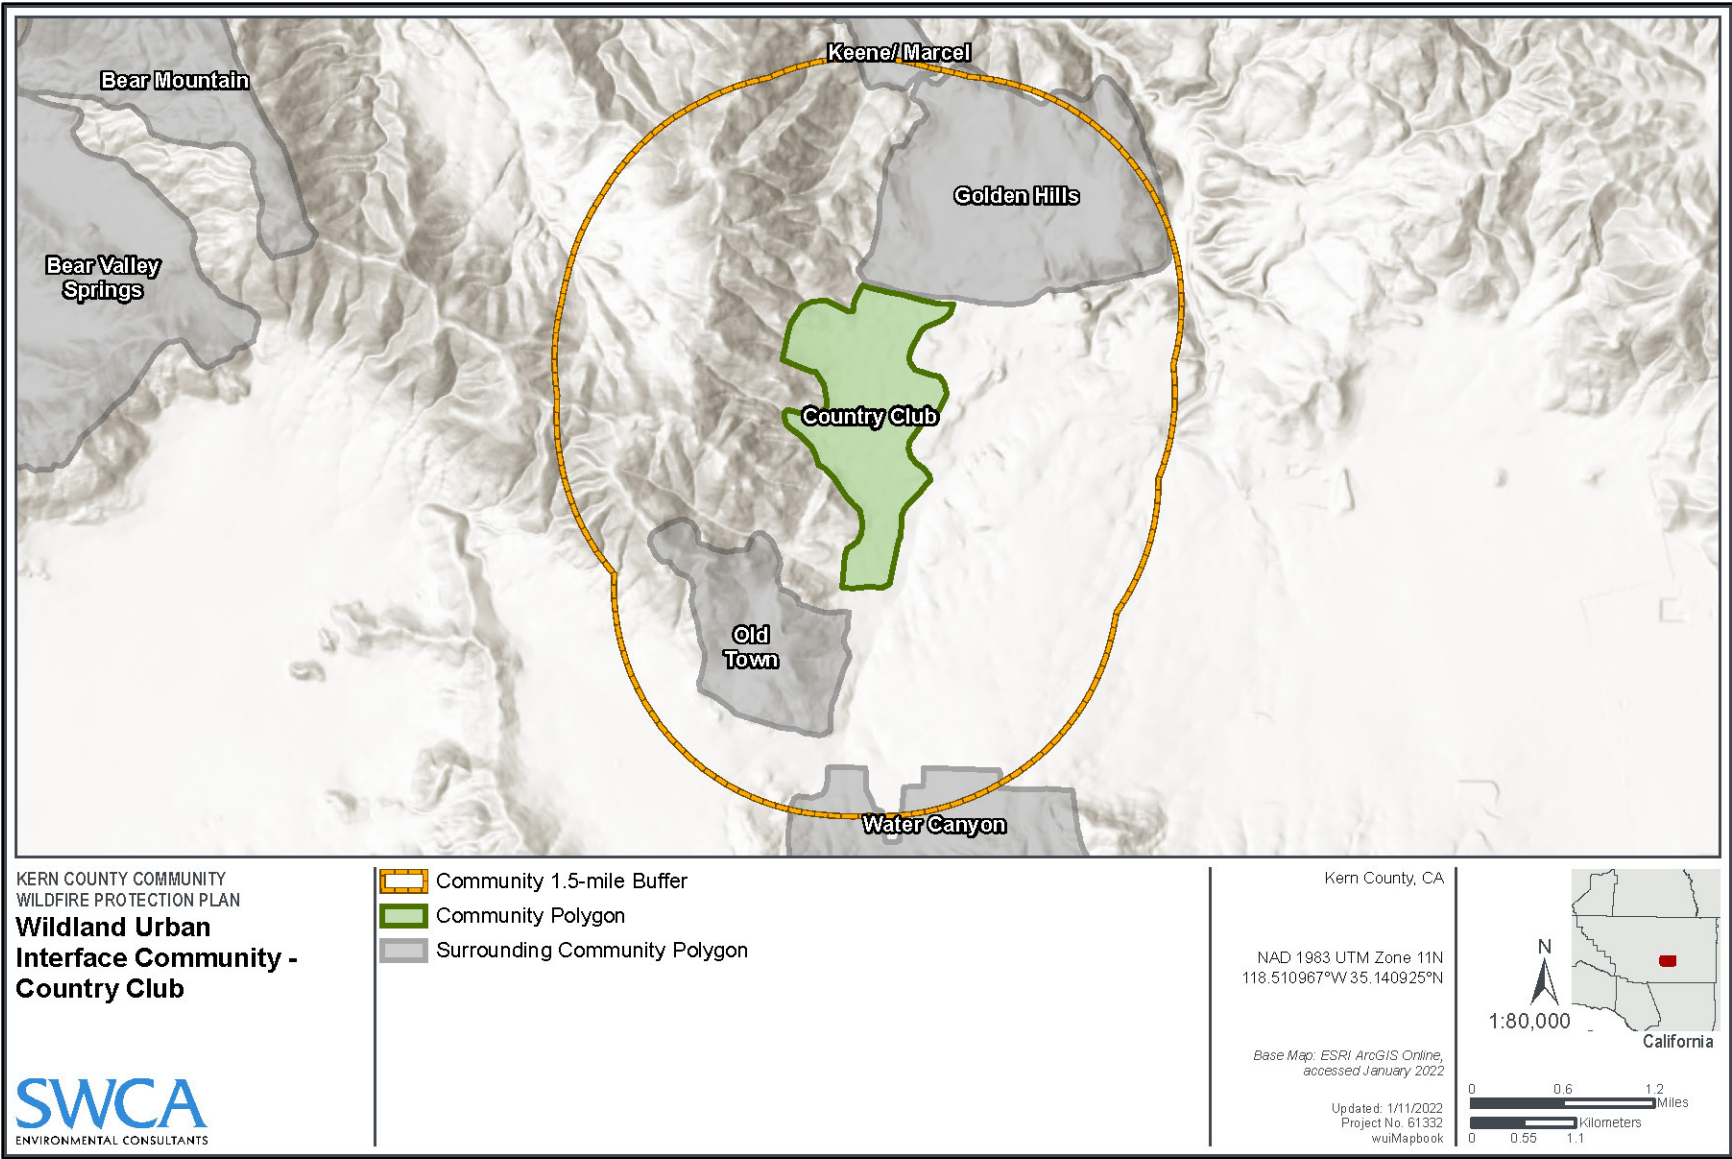 Keene/ Marcel
Bear Mountain
Golden Hills
Bear Valley
Springs
Country Club
Old
Town
Water Canyon
KERN COUNTY COMMUNITY
WILDFIRE PROTECTION PLAN
Wildland Urban
Interface Community -
Country Club
SWCA
ENVIRONMENTAL CONSULTANTS
Community 1.5-mile Buffer
Community Polygon
Surrounding Community Polygon
Kern County, CA
NAD 1983 UTM Zone 11N
118.510967°W 35.140925°N
Base Map: ESRI ArcGIS Online,
accessed January 2022
Updated: 1/11/2022
Project No. 61332
wuiMapbook
N
1:80,000
California
0 0.6 1.2
Miles
Kilometers
0 0.55 1.1